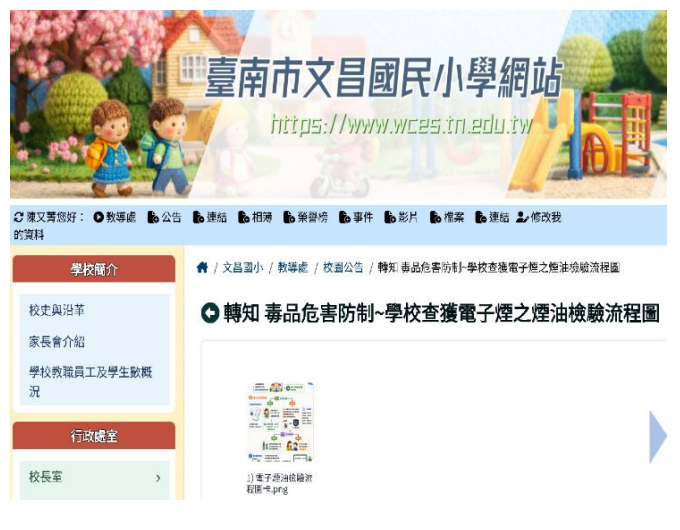 臺南市文昌國民小學網站
https://www.wces.tn.edu.tw
陳又菁您好： 教導處 公告 連結 相簿 榮譽榜 事件 影片 檔案 連結 修改我
的資料
學校簡介
/ 文昌國小 / 教導處 / 校園公告 / 轉知 毒品危害防制~學校查獲電子煙之煙油檢驗流程圖
校史與沿革
轉知 毒品危害防制~學校查獲電子煙之煙油檢驗流程圖
家長會介紹
學校教職員工及學生數概
況
行政處室
校長室 >
1) 電子煙油檢驗流
程圖卡.png